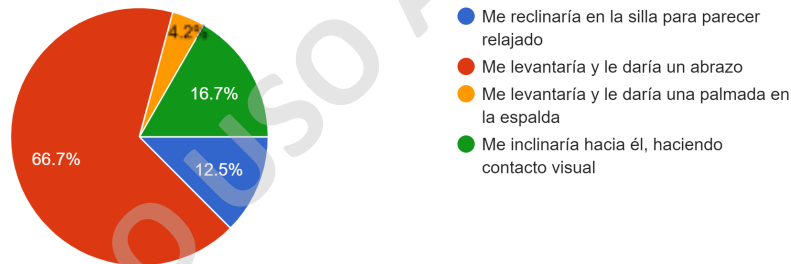 Me reclinaría en la silla para parecer
relajado
Me levantaría y le daría un abrazo
Me levantaría y le daría una palmada en
la espalda
Me inclinaría hacia él, haciendo
contacto visual
4.2%
16.7%
66.7%
12.5%
O USO A